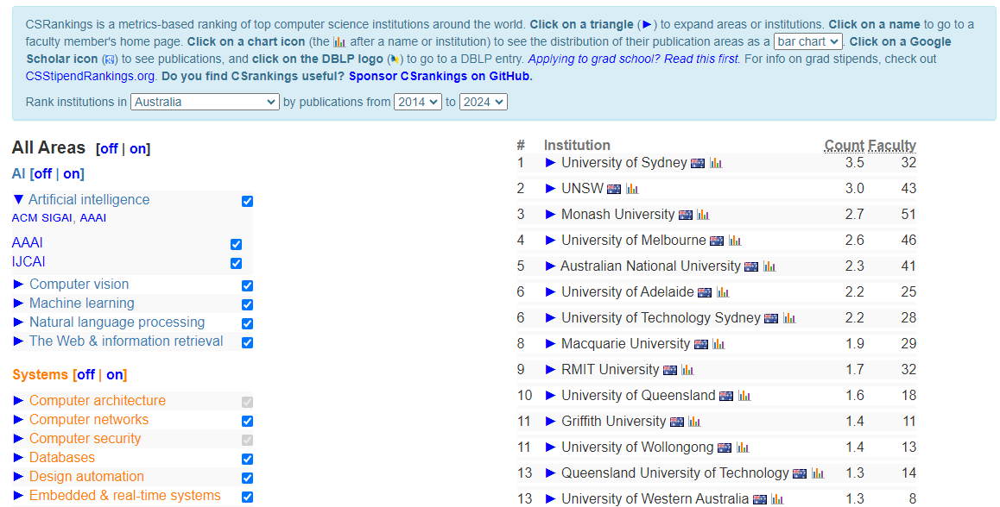 CSRankings is a metrics-based ranking of top computer science institutions around the world. Click on a triangle (►) to expand areas or institutions. Click on a name to go to a
faculty member's home page. Click on a chart icon (the after a name or institution) to see the distribution of their publication areas as a bar chart. Click on a Google
Scholar icon () to see publications, and click on the DBLP logo () to go to a DBLP entry. Applying to grad school? Read this first. For info on grad stipends, check out
CSStipendRankings.org. Do you find CSrankings useful? Sponsor CSrankings on GitHub.
Rank institutions in Australia by publications from 2014 to 2024
All Areas [off | on]
AI [off | on]
▼ Artificial intelligence
ACM SIGAI, AAAI
AAAI
IJCAI
► Computer vision
► Machine learning
► Natural language processing
► The Web & information retrieval
Systems [off | on]
► Computer architecture
► Computer networks
► Computer security
► Databases
► Design automation
► Embedded & real-time systems
# Institution Count Faculty
1 ► University of Sydney 3.5 32
2 ► UNSW 3.0 43
3 ► Monash University 2.7 51
4 ► University of Melbourne 2.6 46
5 ► Australian National University 2.3 41
6 ► University of Adelaide 2.2 25
6 ► University of Technology Sydney 2.2 28
8 ► Macquarie University 1.9 29
9 ► RMIT University 1.7 32
10 ► University of Queensland 1.6 18
11 ► Griffith University 1.4 11
11 ► University of Wollongong 1.4 13
13 ► Queensland University of Technology 1.3 14
13 ► University of Western Australia 1.3 8